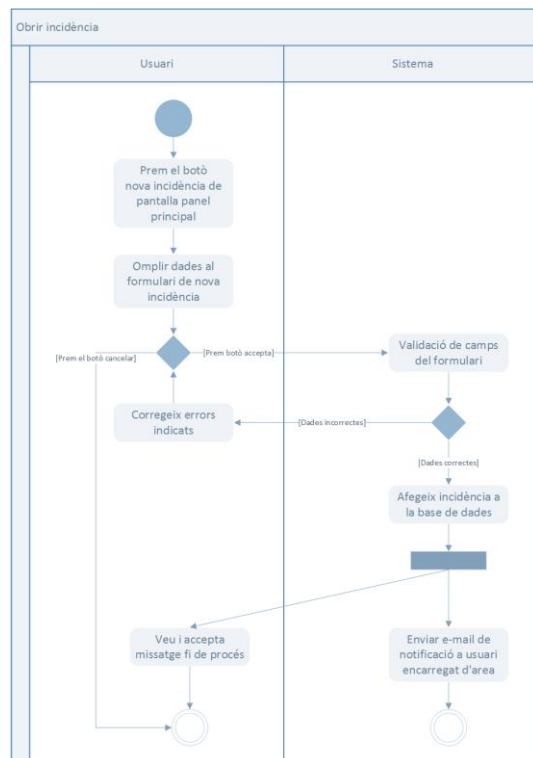 Obrir incidència
Usuari
Sistema
Prem el botò
nova incidència de
pantalla panel
principal
Omplir dades al
formulari de nova
incidència
[Prem el botó cancelar]
[Prem botó accepta]
Validació de camps
del formulari
Corregeix errors
indicats
[Dades incorrectes]
[Dades correctes]
Afegeix incidència a
la base de dades
Veu i accepta
missatge fi de procés
Enviar e-mail de
notificació a usuari
encarregat d'area